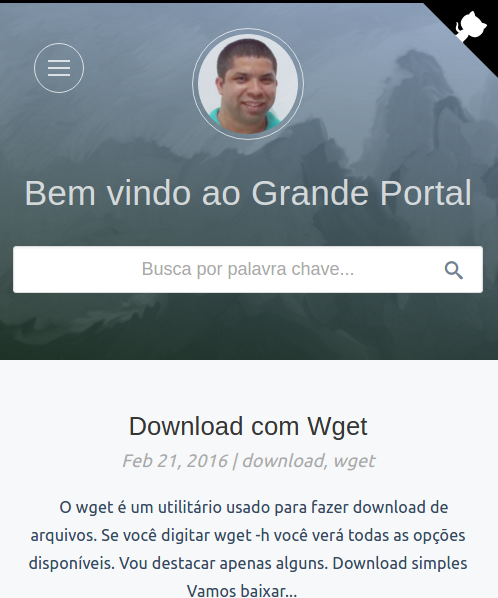 Bem vindo ao Grande Portal
Busca por palavra chave...
Download com Wget
Feb 21, 2016 | download, wget
O wget é um utilitário usado para fazer download de
arquivos. Se você digitar wget -h você verá todas as opções
disponíveis. Vou destacar apenas alguns. Download simples
Vamos baixar...